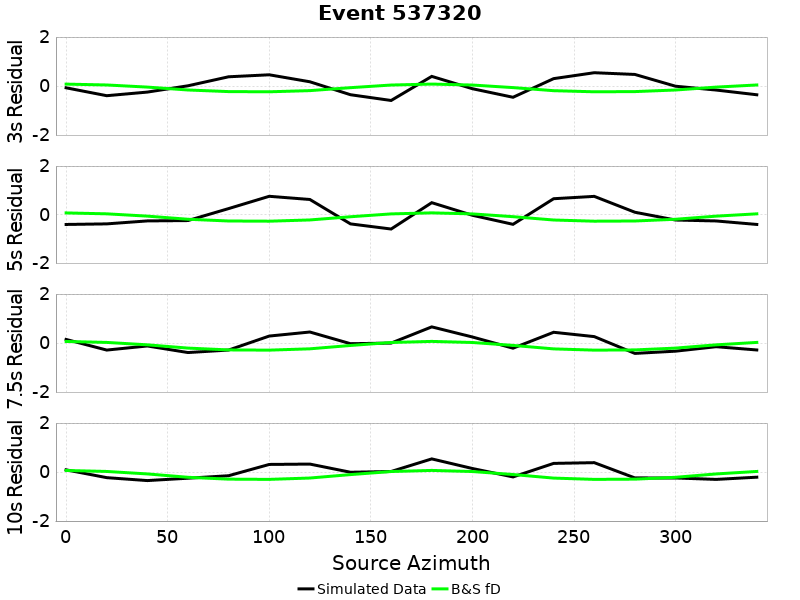 Event 537320
3s Residual
2
0
-2
5s Residual
2
0
-2
7.5s Residual
2
0
-2
10s Residual
2
0
-2
0 50 100 150 200 250 300
Source Azimuth
Simulated Data B&S fD